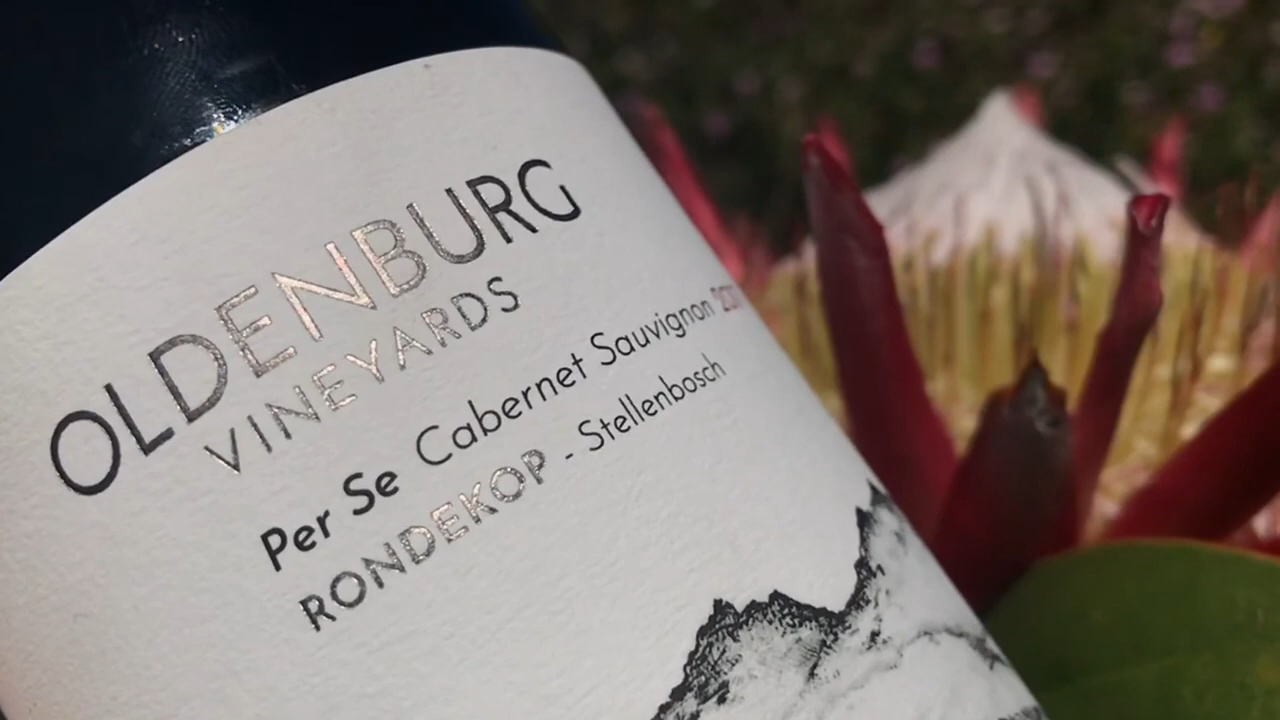 OLDENBURG
VINEYARDS
Per Se Cabernet Sauvignon
RONDEKOP - Stellenbosch